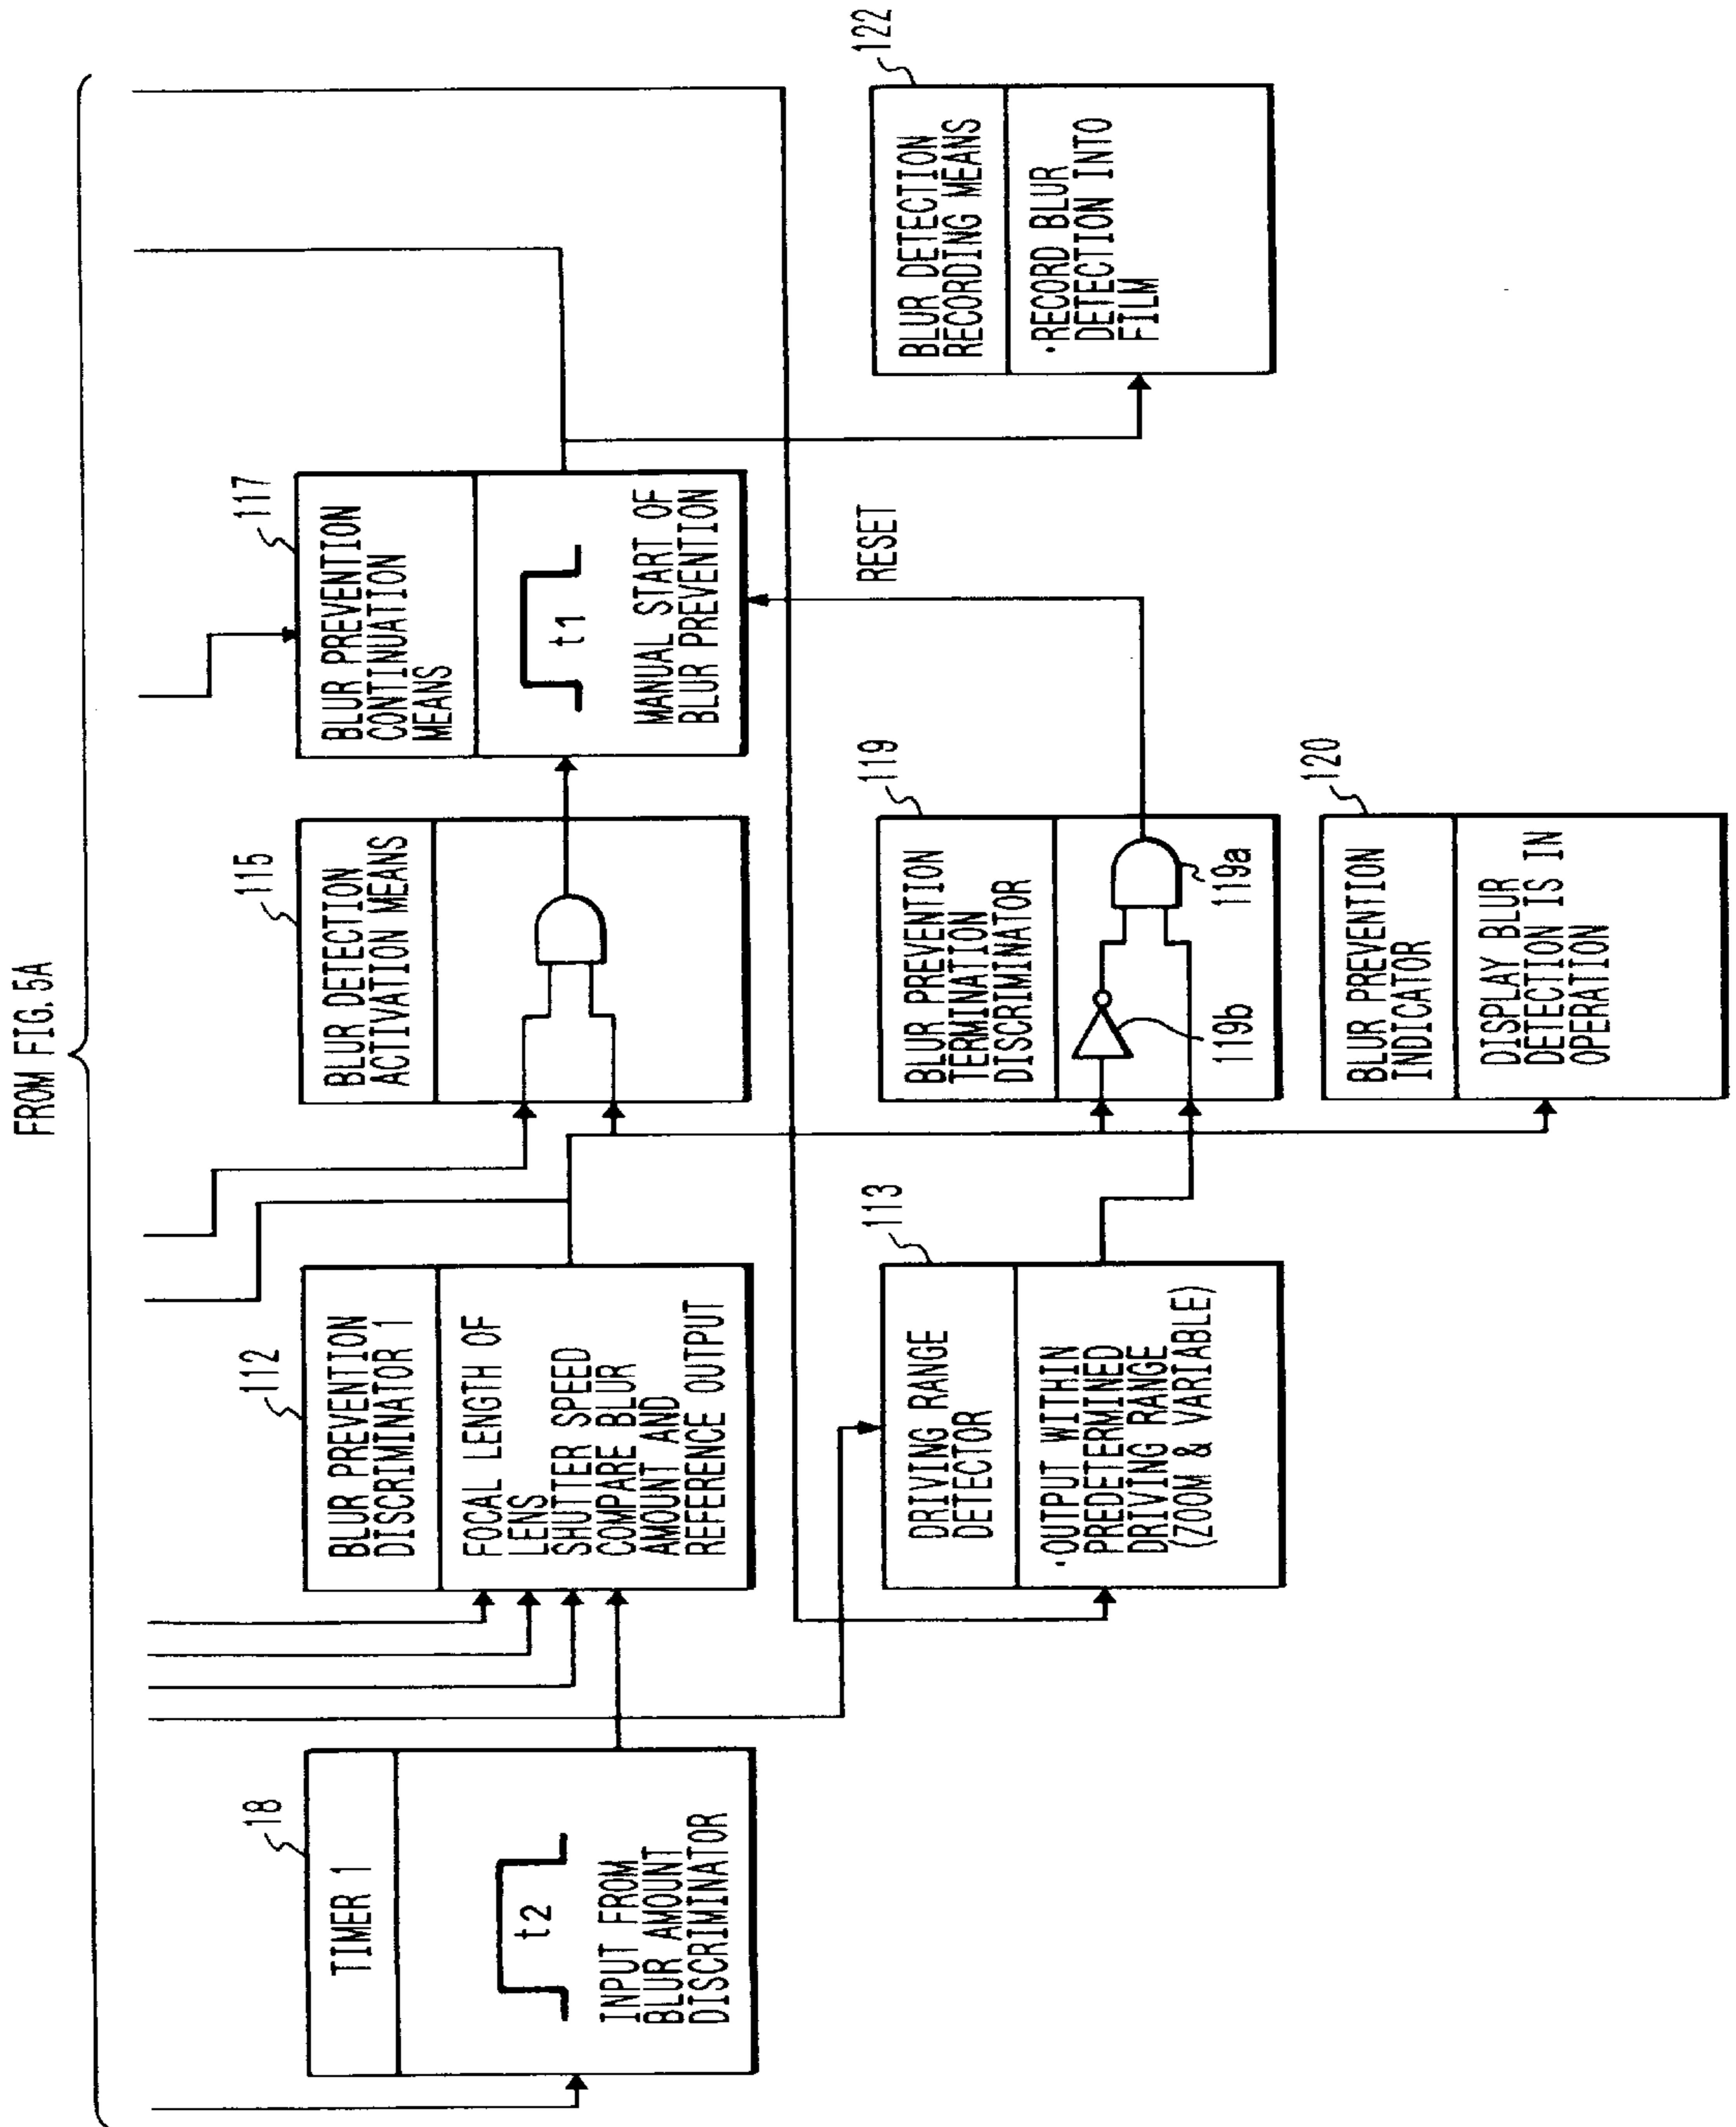 FROM FIG. 5A
18
TIMER 1
t2
INPUT FROM
BLUR AMOUNT
DISCRIMINATOR
112
BLUR PREVENTION
DISCRIMINATOR 1
FOCAL LENGTH OF
LENS
SHUTTER SPEED
COMPARE BLUR
AMOUNT AND
REFERENCE OUTPUT
115
BLUR DETECTION
ACTIVATION MEANS
117
BLUR PREVENTION
CONTINUATION
MEANS
t1
MANUAL START OF
BLUR PREVENTION
RESET
113
DRIVING RANGE
DETECTOR
·OUTPUT WITHIN
PREDETERMINED
DRIVING RANGE
(ZOOM & VARIABLE)
119
BLUR PREVENTION
TERMINATION
DISCRIMINATOR
119b
119a
120
BLUR PREVENTION
INDICATOR
DISPLAY BLUR
DETECTION IS IN
OPERATION
122
BLUR DETECTION
RECORDING MEANS
·RECORD BLUR
DETECTION INTO
FILM